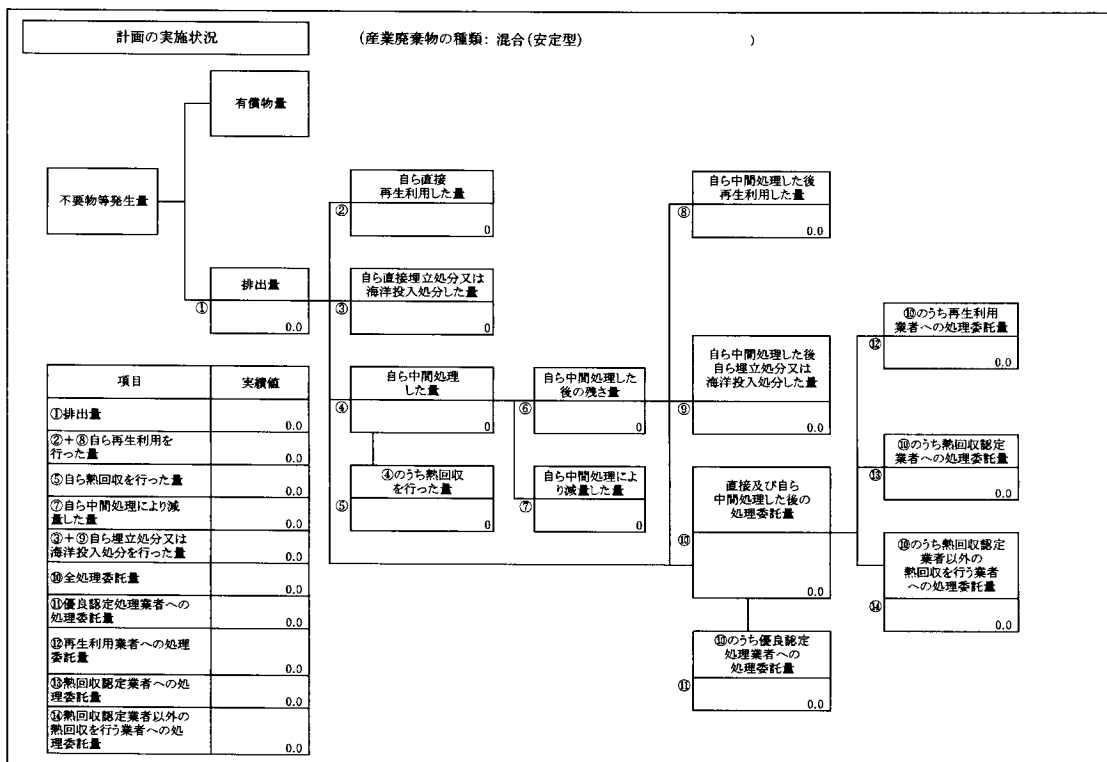 計画の実施状況
(産業廃棄物の種類: 混合(安定型) )
有償物量
不要物等発生量
① 排出量
0.0
② 自ら直接
再生利用した量
0
③ 自ら直接埋立処分又は
海洋投入処分した量
0
④ 自ら中間処理
した量
0
⑤ ④のうち熱回収
を行った量
0
⑥ 自ら中間処理した
後の残さ量
0
⑦ 自ら中間処理によ
り減量した量
0
⑧ 自ら中間処理した後
再生利用した量
0.0
⑨ 自ら中間処理した後
自ら埋立処分又は
海洋投入処分した量
0.0
⑩ 直接及び自ら
中間処理した後の
処理委託量
0.0
⑪ ⑩のうち優良認定
処理業者への
処理委託量
0.0
⑫ ⑩のうち再生利用
業者への処理委託量
0.0
⑬ ⑩のうち熱回収認定
業者への処理委託量
0.0
⑭ ⑩のうち熱回収認定
業者以外の
熱回収を行う業者
への処理委託量
0.0
項目 実績値
①排出量 0.0
②+⑧自ら再生利用を
行った量 0.0
⑤自ら熱回収を行った量 0.0
⑦自ら中間処理により減
量した量 0.0
③+⑨自ら埋立処分又は
海洋投入処分を行った量 0.0
⑩全処理委託量 0.0
⑪優良認定処理業者への
処理委託量 0.0
⑫再生利用業者への処理
委託量 0.0
⑬熱回収認定業者への処
理委託量 0.0
⑭熱回収認定業者以外の
熱回収を行う業者への処
理委託量 0.0